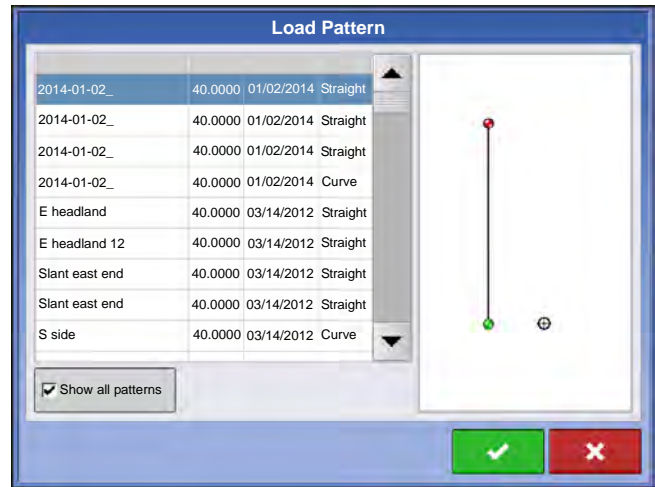 Load Pattern
2014-01-02_ 40.0000 01/02/2014 Straight
2014-01-02_ 40.0000 01/02/2014 Straight
2014-01-02_ 40.0000 01/02/2014 Straight
2014-01-02_ 40.0000 01/02/2014 Curve
E headland 40.0000 03/14/2012 Straight
E headland 12 40.0000 03/14/2012 Straight
Slant east end 40.0000 03/14/2012 Straight
Slant east end 40.0000 03/14/2012 Straight
S side 40.0000 03/14/2012 Curve
Show all patterns